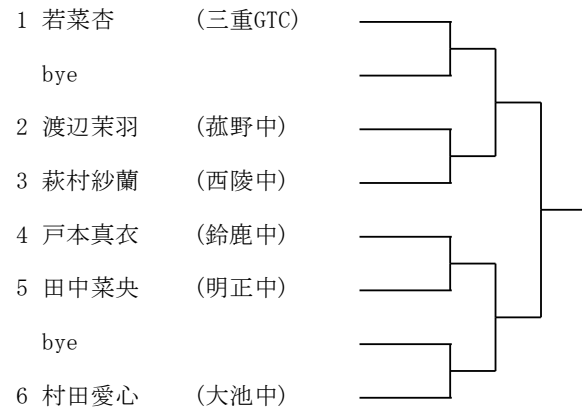 1 若菜杏 (三重GTC)
bye
2 渡辺茉羽 (菰野中)
3 萩村紗蘭 (西陵中)
4 戸本真衣 (鈴鹿中)
5 田中菜央 (明正中)
bye
6 村田愛心 (大池中)